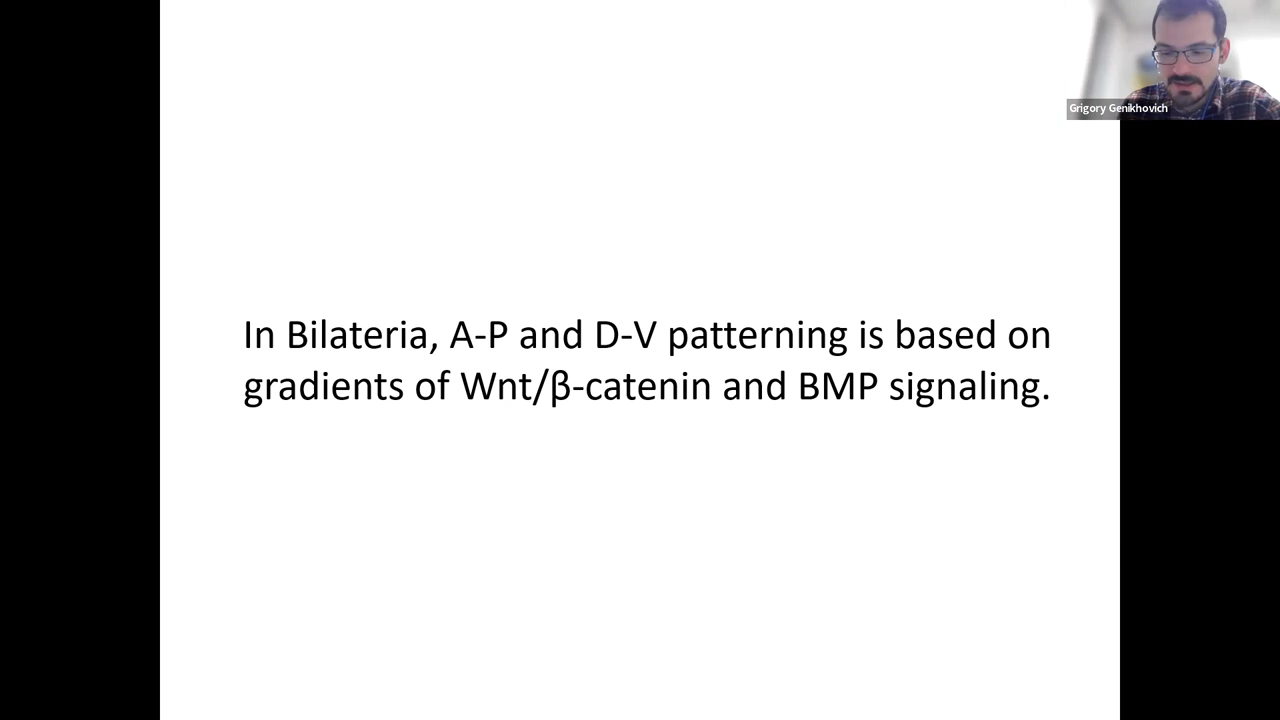 Grigory Genikhovich
In Bilateria, A-P and D-V patterning is based on
gradients of Wnt/β-catenin and BMP signaling.